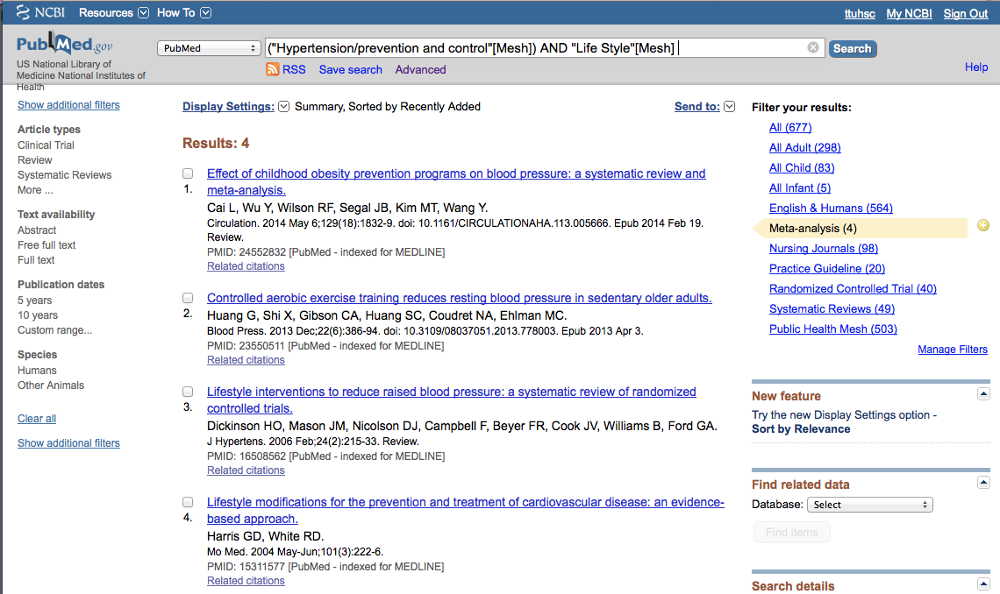 NCBI Resources How To ttuhsc My NCBI Sign Out
PubMed.gov
US National Library of
Medicine National Institutes of
Health
PubMed ("Hypertension/prevention and control"[Mesh]) AND "Life Style"[Mesh] Search
RSS Save search Advanced Help
Show additional filters
Article types
Clinical Trial
Review
Systematic Reviews
More ...
Text availability
Abstract
Free full text
Full text
Publication dates
5 years
10 years
Custom range...
Species
Humans
Other Animals
Clear all
Show additional filters
Display Settings: Summary, Sorted by Recently Added Send to:
Results: 4
1. Effect of childhood obesity prevention programs on blood pressure: a systematic review and
meta-analysis.
Cai L, Wu Y, Wilson RF, Segal JB, Kim MT, Wang Y.
Circulation. 2014 May 6;129(18):1832-9. doi: 10.1161/CIRCULATIONAHA.113.005666. Epub 2014 Feb 19.
Review.
PMID: 24552832 [PubMed - indexed for MEDLINE]
Related citations
2. Controlled aerobic exercise training reduces resting blood pressure in sedentary older adults.
Huang G, Shi X, Gibson CA, Huang SC, Coudret NA, Ehlman MC.
Blood Press. 2013 Dec;22(6):386-94. doi: 10.3109/08037051.2013.778003. Epub 2013 Apr 3.
PMID: 23550511 [PubMed - indexed for MEDLINE]
Related citations
3. Lifestyle interventions to reduce raised blood pressure: a systematic review of randomized
controlled trials.
Dickinson HO, Mason JM, Nicolson DJ, Campbell F, Beyer FR, Cook JV, Williams B, Ford GA.
J Hypertens. 2006 Feb;24(2):215-33. Review.
PMID: 16508562 [PubMed - indexed for MEDLINE]
Related citations
4. Lifestyle modifications for the prevention and treatment of cardiovascular disease: an evidence-
based approach.
Harris GD, White RD.
Mo Med. 2004 May-Jun;101(3):222-6.
PMID: 15311577 [PubMed - indexed for MEDLINE]
Related citations
Filter your results:
All (677)
All Adult (298)
All Child (83)
All Infant (5)
English & Humans (564)
Meta-analysis (4)
Nursing Journals (98)
Practice Guideline (20)
Randomized Controlled Trial (40)
Systematic Reviews (49)
Public Health Mesh (503)
Manage Filters
New feature
Try the new Display Settings option -
Sort by Relevance
Find related data
Database: Select
Find items
Search details